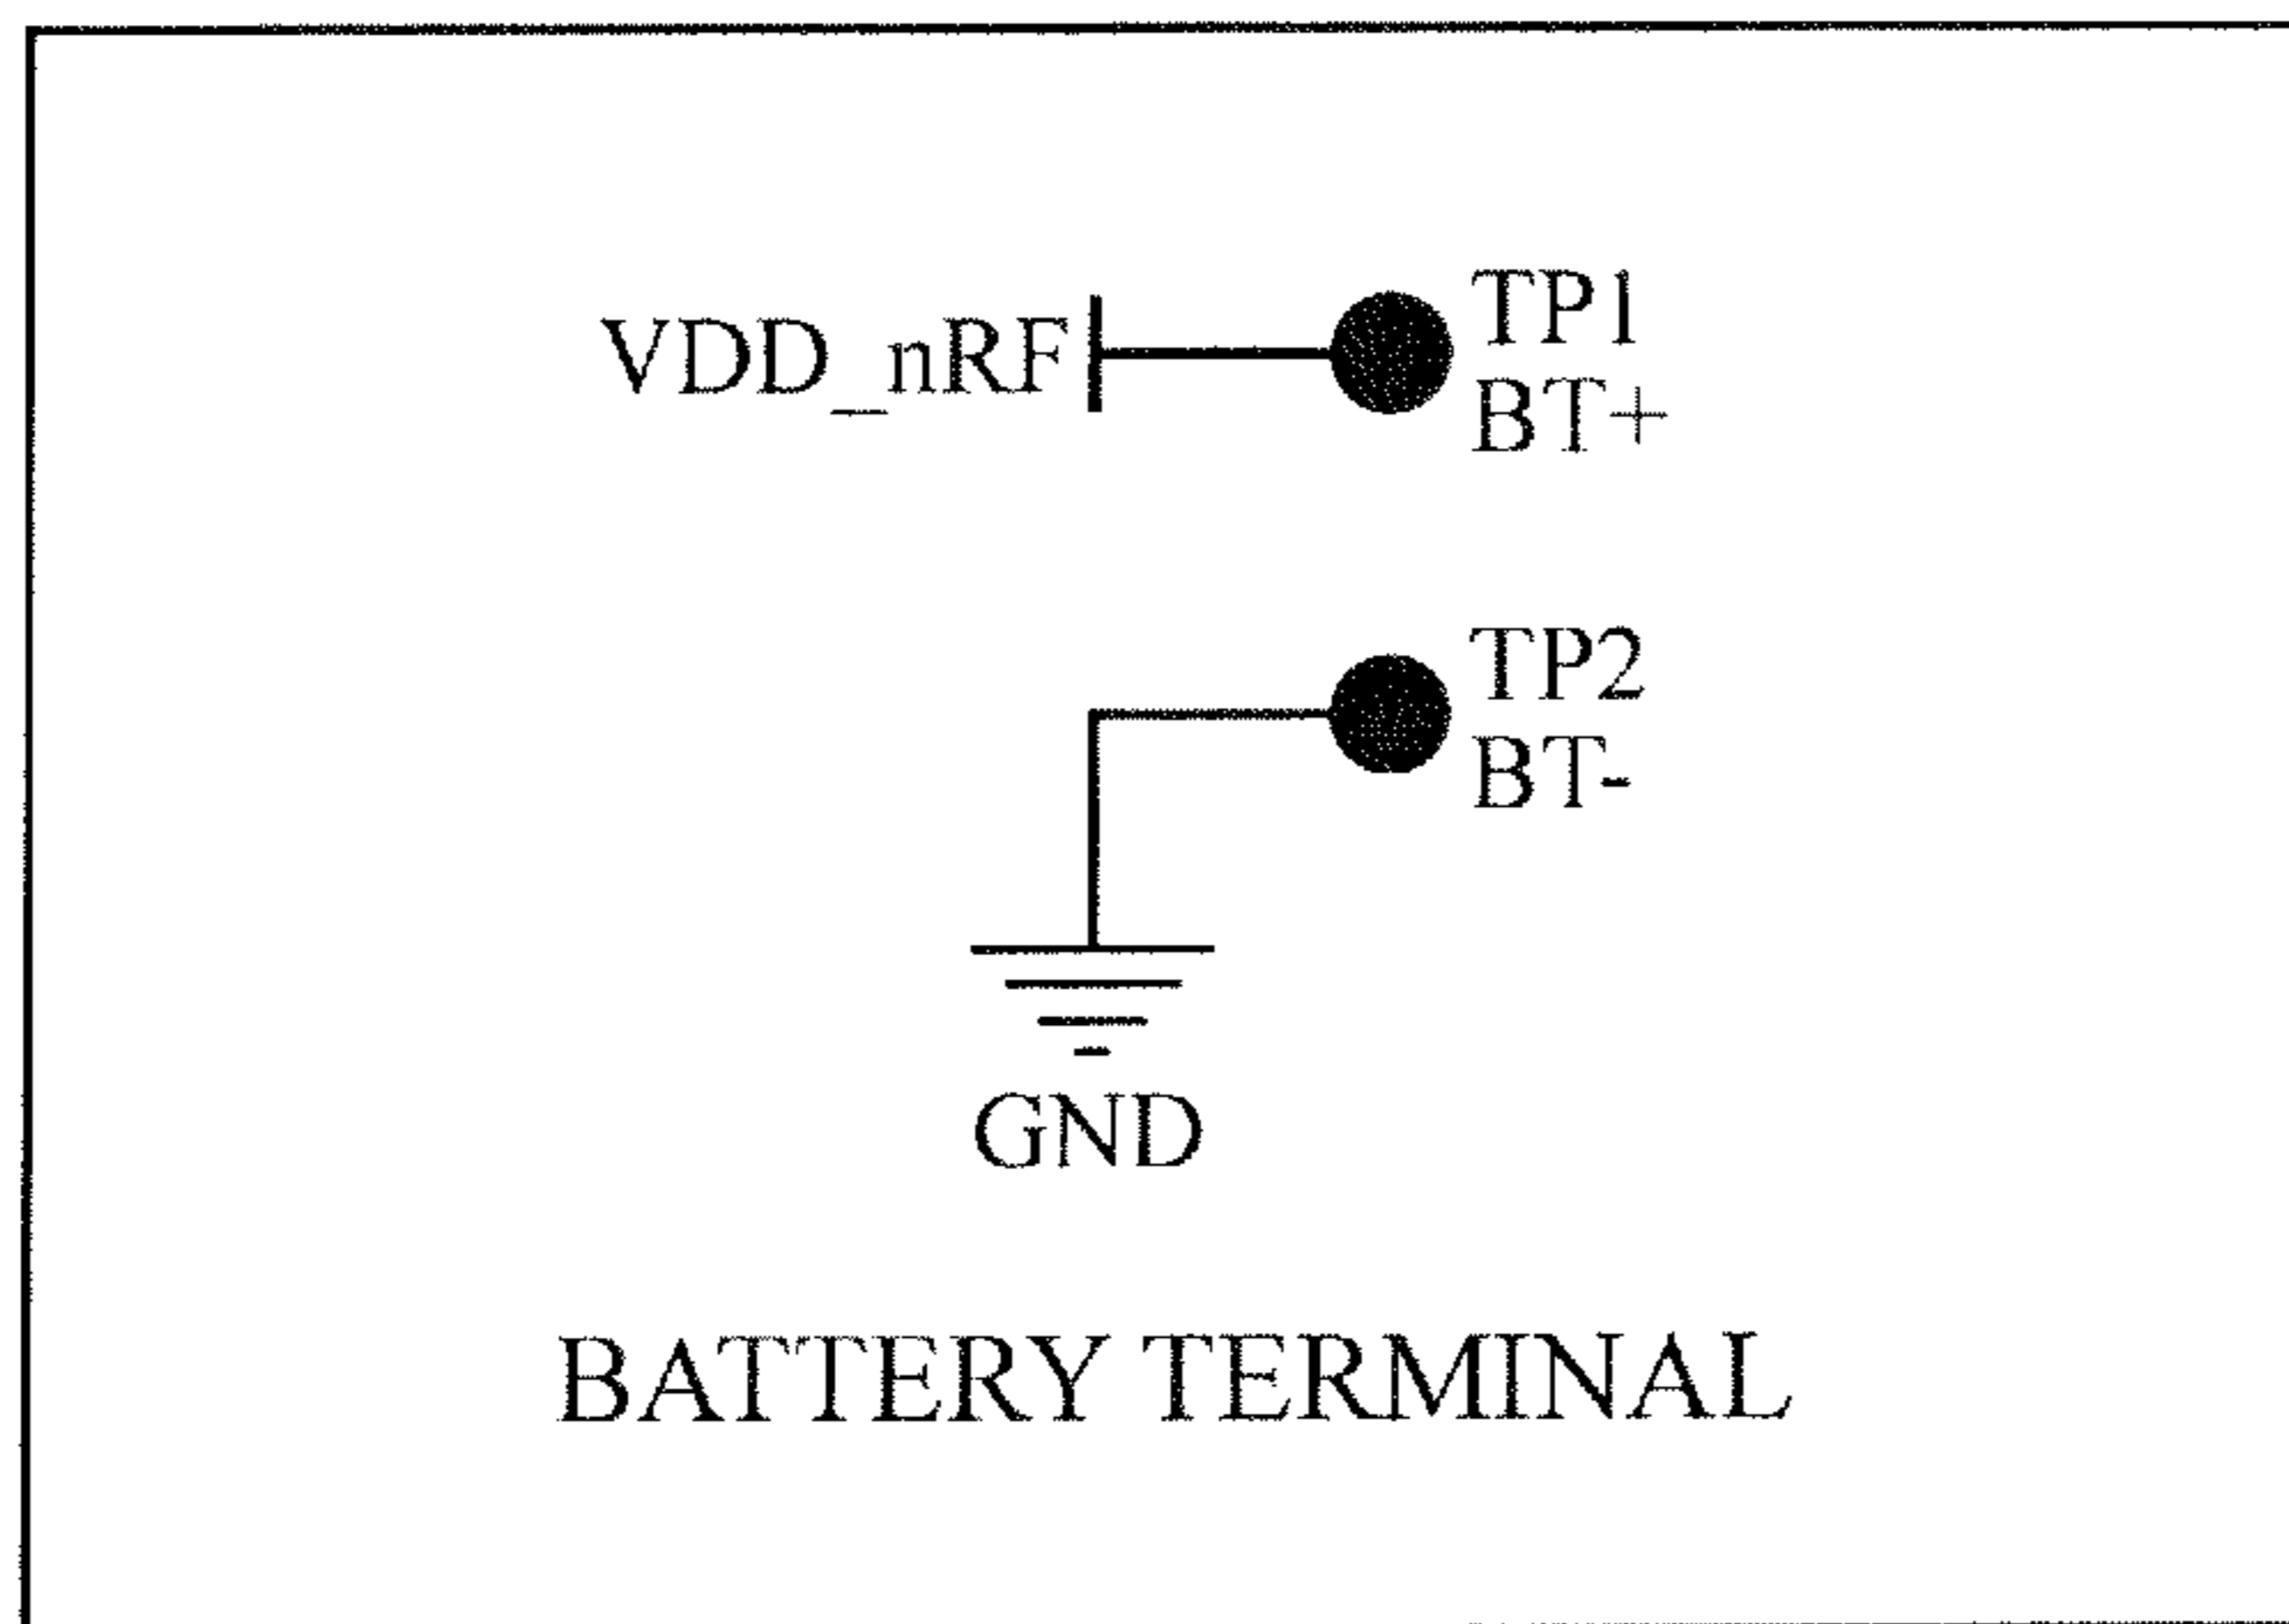 TP1
VDD_nRF
BT+
TP2
BT-
GND
BATTERY TERMINAL